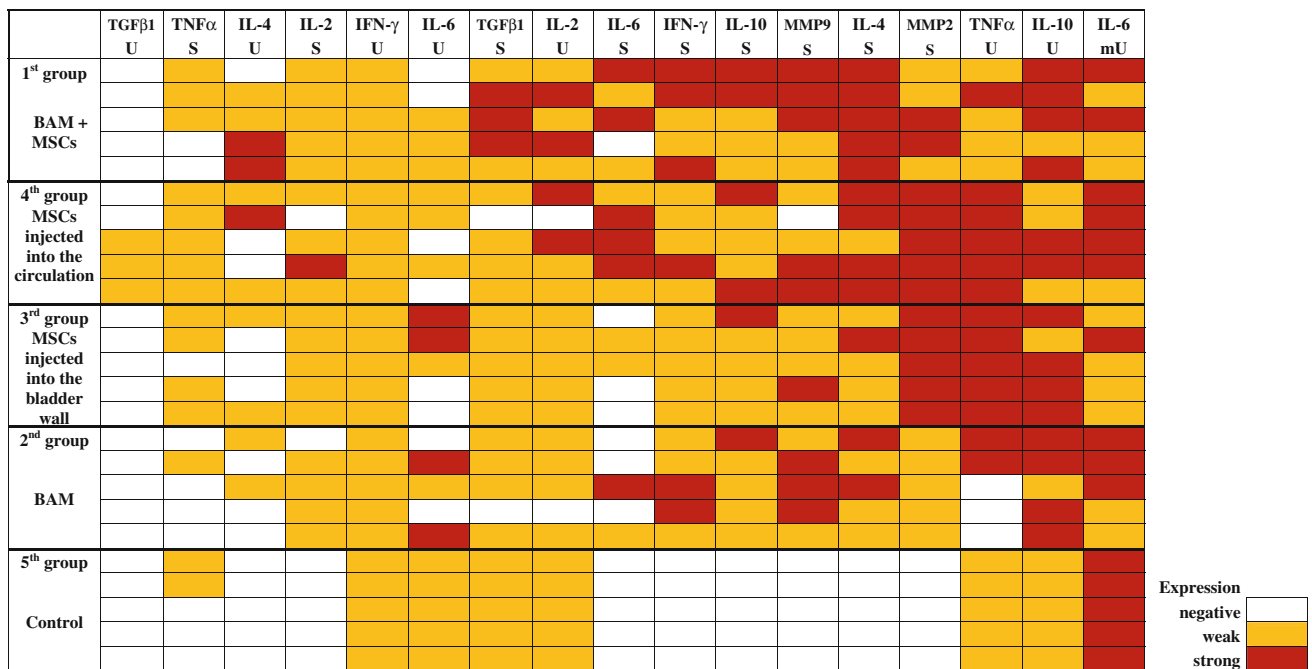 TGFβ1 TNFα IL-4 IL-2 IFN-γ IL-6 TGFβ1 IL-2 IL-6 IFN-γ IL-10 MMP9 IL-4 MMP2 TNFα IL-10 IL-6
U S U S U U S U S S S S S S U U mU
1st group
BAM +
MSCs
4th group
MSCs
injected
into the
circulation
3rd group
MSCs
injected
into the
bladder
wall
2nd group
BAM
5th group
Control
Expression
negative
weak
strong